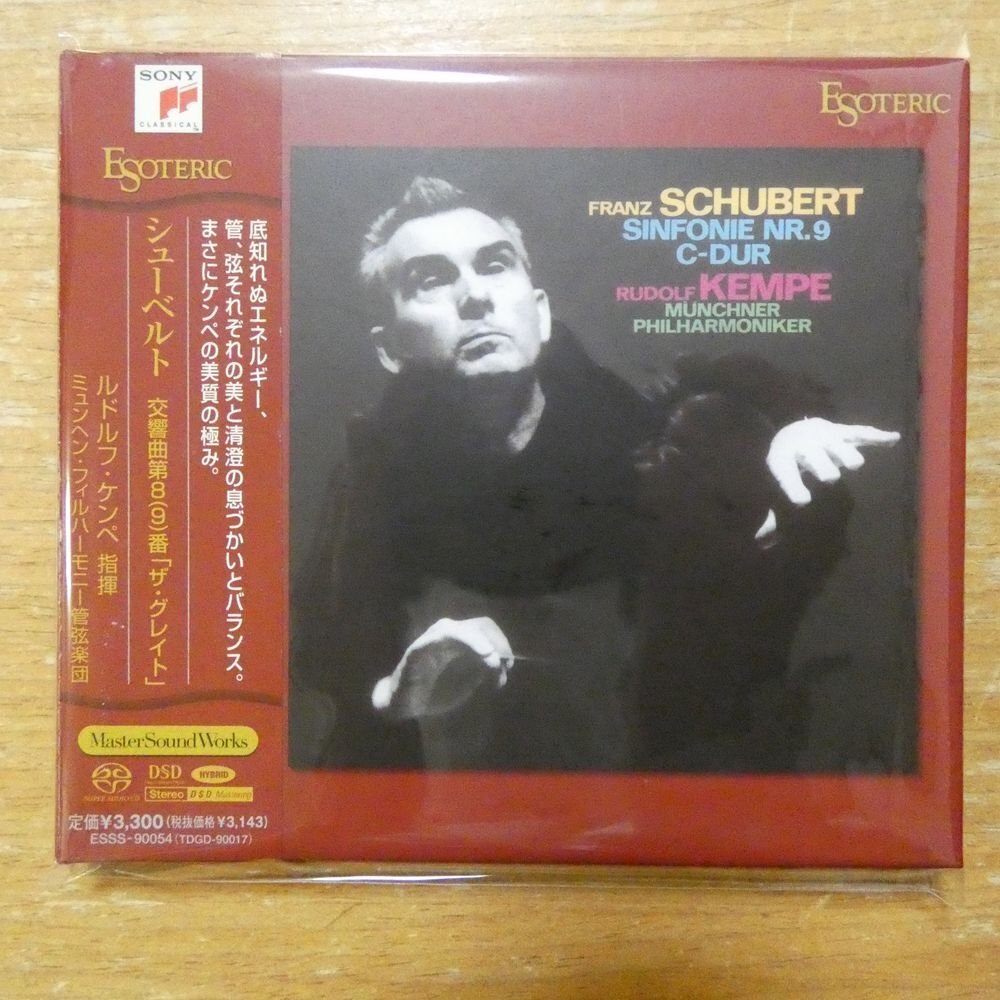 SONY
CLASSICAL
ESOTERIC
底知れぬエネルギー、
管、弦それぞれの美と清澄の息づかいとバランス。
まさにケンペの美質の極み。
シューベルト
交響曲第8(9)番「ザ・グレイト」
ルドルフ・ケンペ 指揮
ミュンヘン・フィルハーモニー管弦楽団
MasterSoundWorks
SUPER AUDIO CD
DSD
HYBRID
Stereo
DSD Mastering
定価¥3,300(税抜価格¥3,143)
ESSS-90054(TDGD-90017)
ESOTERIC
FRANZ SCHUBERT
SINFONIE NR.9
C-DUR
RUDOLF KEMPE
MÜNCHNER
PHILHARMONIKER